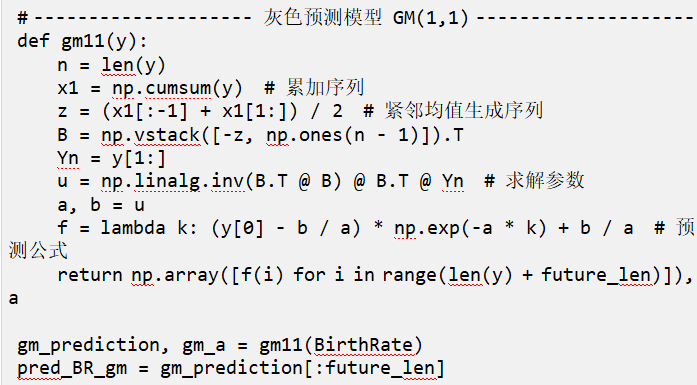 #-------------------- 灰色预测模型 GM(1,1)--------------------
def gm11(y):
    n = len(y)
    x1 = np.cumsum(y)  # 累加序列
    z = (x1[:-1] + x1[1:]) / 2  # 紧邻均值生成序列
    B = np.vstack([-z, np.ones(n - 1)]).T
    Yn = y[1:]
    u = np.linalg.inv(B.T @ B) @ B.T @ Yn  # 求解参数
    a, b = u
    f = lambda k: (y[0] - b / a) * np.exp(-a * k) + b / a  # 预
测公式
    return np.array([f(i) for i in range(len(y) + future_len)]),
a
gm_prediction, gm_a = gm11(BirthRate)
pred_BR_gm = gm_prediction[:future_len]